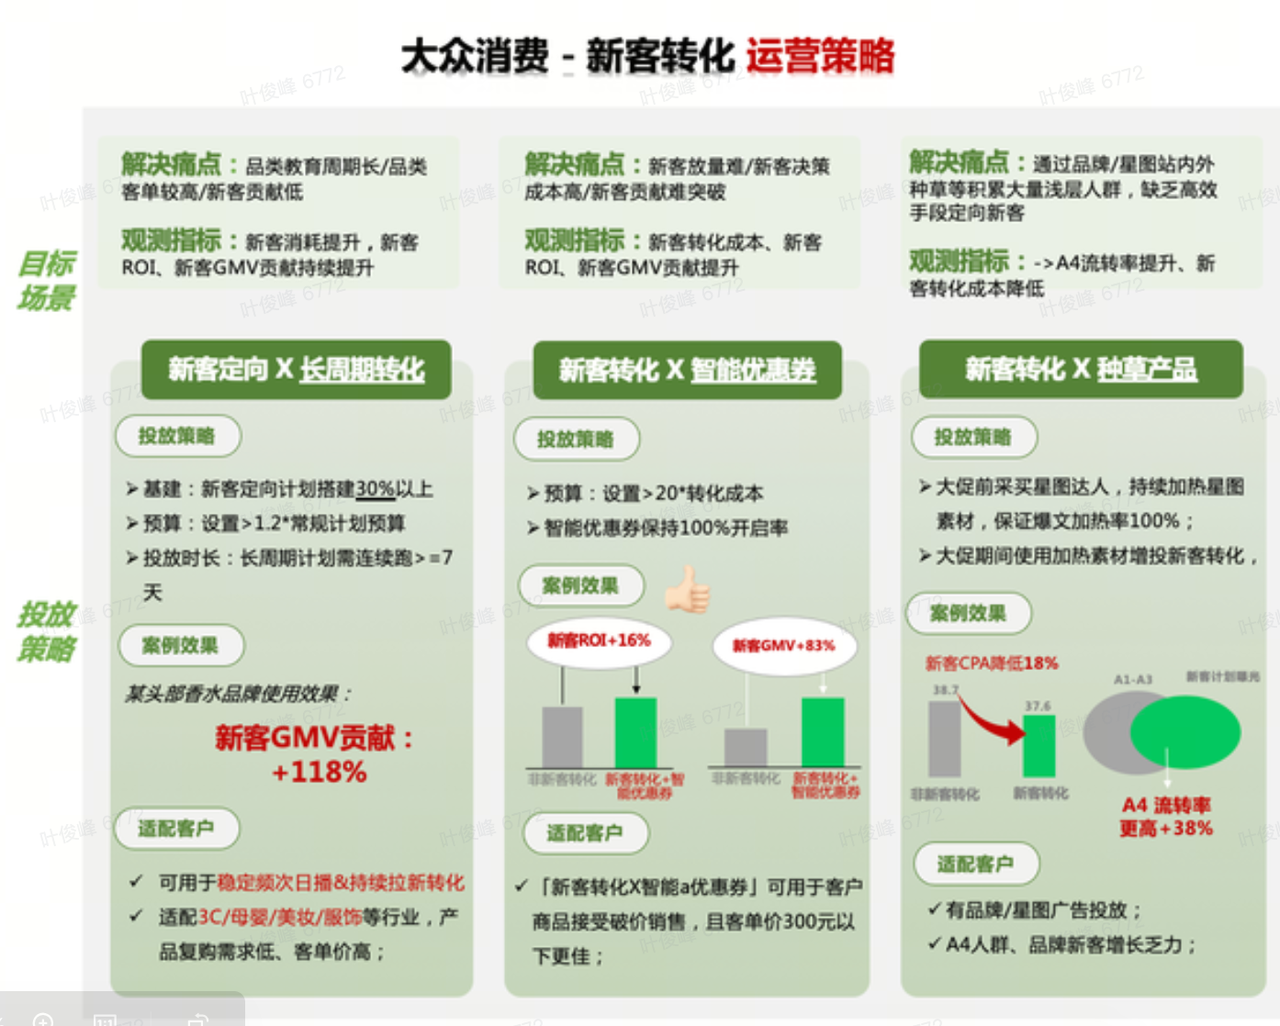 大众消费 - 新客转化 运营策略
目标
场景
解决痛点：品类教育周期长/品类
客单较高/新客贡献低
观测指标：新客消耗提升，新客
ROI、新客GMV贡献持续提升
解决痛点：新客放量难/新客决策
成本高/新客贡献难突破
观测指标：新客转化成本、新客
ROI、新客GMV贡献提升
解决痛点：通过品牌/星图站内外
种草等积累大量浅层人群，缺乏高效
手段定向新客
观测指标：->A4流转率提升、新
客转化成本降低
投放
策略
新客定向 X 长周期转化
投放策略
➢基建：新客定向计划搭建30%以上
➢预算：设置>1.2*常规计划预算
➢投放时长：长周期计划需连续跑>=7
天
案例效果
某头部香水品牌使用效果：
新客GMV贡献：
+118%
适配客户
✓ 可用于稳定频次日播&持续拉新转化
✓ 适配3C/母婴/美妆/服饰等行业，产
品复购需求低、客单价高；
新客转化 X 智能优惠券
投放策略
➢预算：设置>20*转化成本
➢智能优惠券保持100%开启率
案例效果
新客ROI+16%
非新客转化
新客转化+智
能优惠券
新客GMV+83%
非新客转化
新客转化+
智能优惠券
适配客户
✓「新客转化X智能a优惠券」可用于客户
商品接受破价销售，且客单价300元以
下更佳；
新客转化 X 种草产品
投放策略
➢大促前采买星图达人，持续加热星图
素材，保证爆文加热率100%；
➢大促期间使用加热素材增投新客转化，
案例效果
新客CPA降低18%
38.7
37.6
非新客转化
新客转化
A1-A3
新客计划曝光
A4 流转率
更高+38%
适配客户
✓有品牌/星图广告投放；
✓A4人群、品牌新客增长乏力；
叶俊峰 6772
1:1